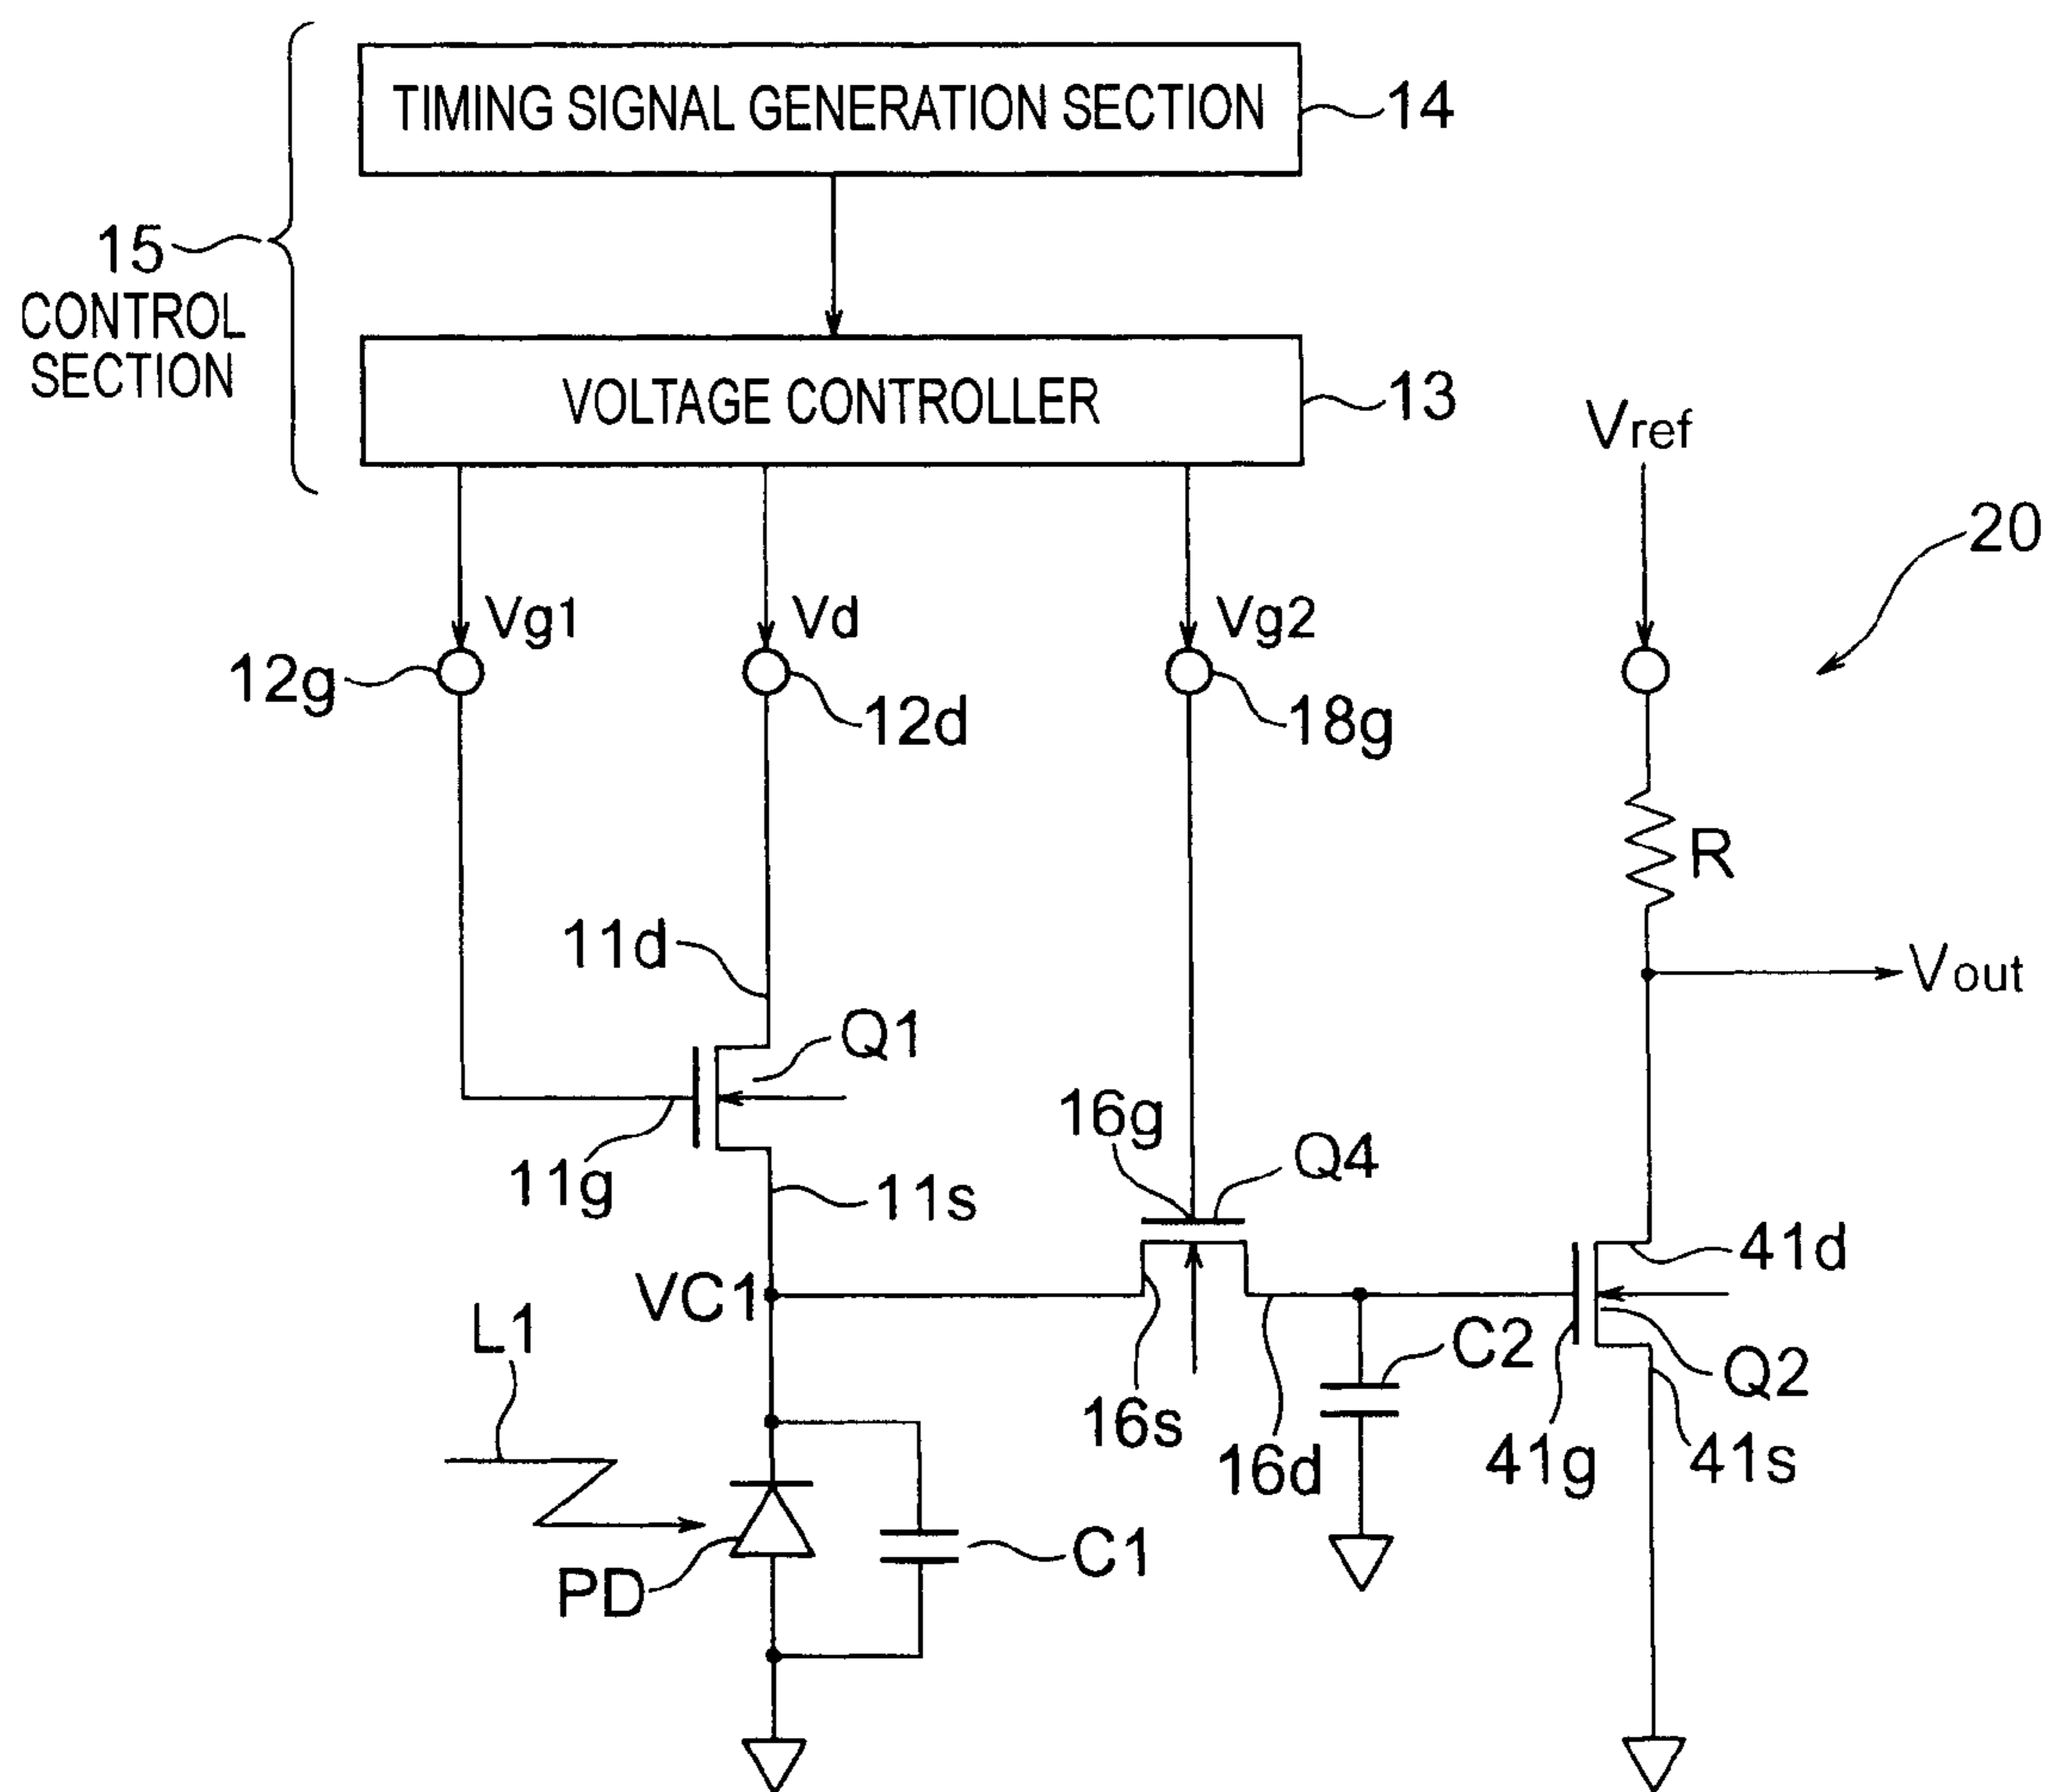 TIMING SIGNAL GENERATION SECTION
14
15
CONTROL
SECTION
VOLTAGE CONTROLLER
13
Vref
20
Vg1
Vd
Vg2
12g
12d
18g
R
11d
Vout
Q1
16g
Q4
11g
11s
41d
VC1
L1
C2
Q2
16s
16d
41g
41s
PD
C1